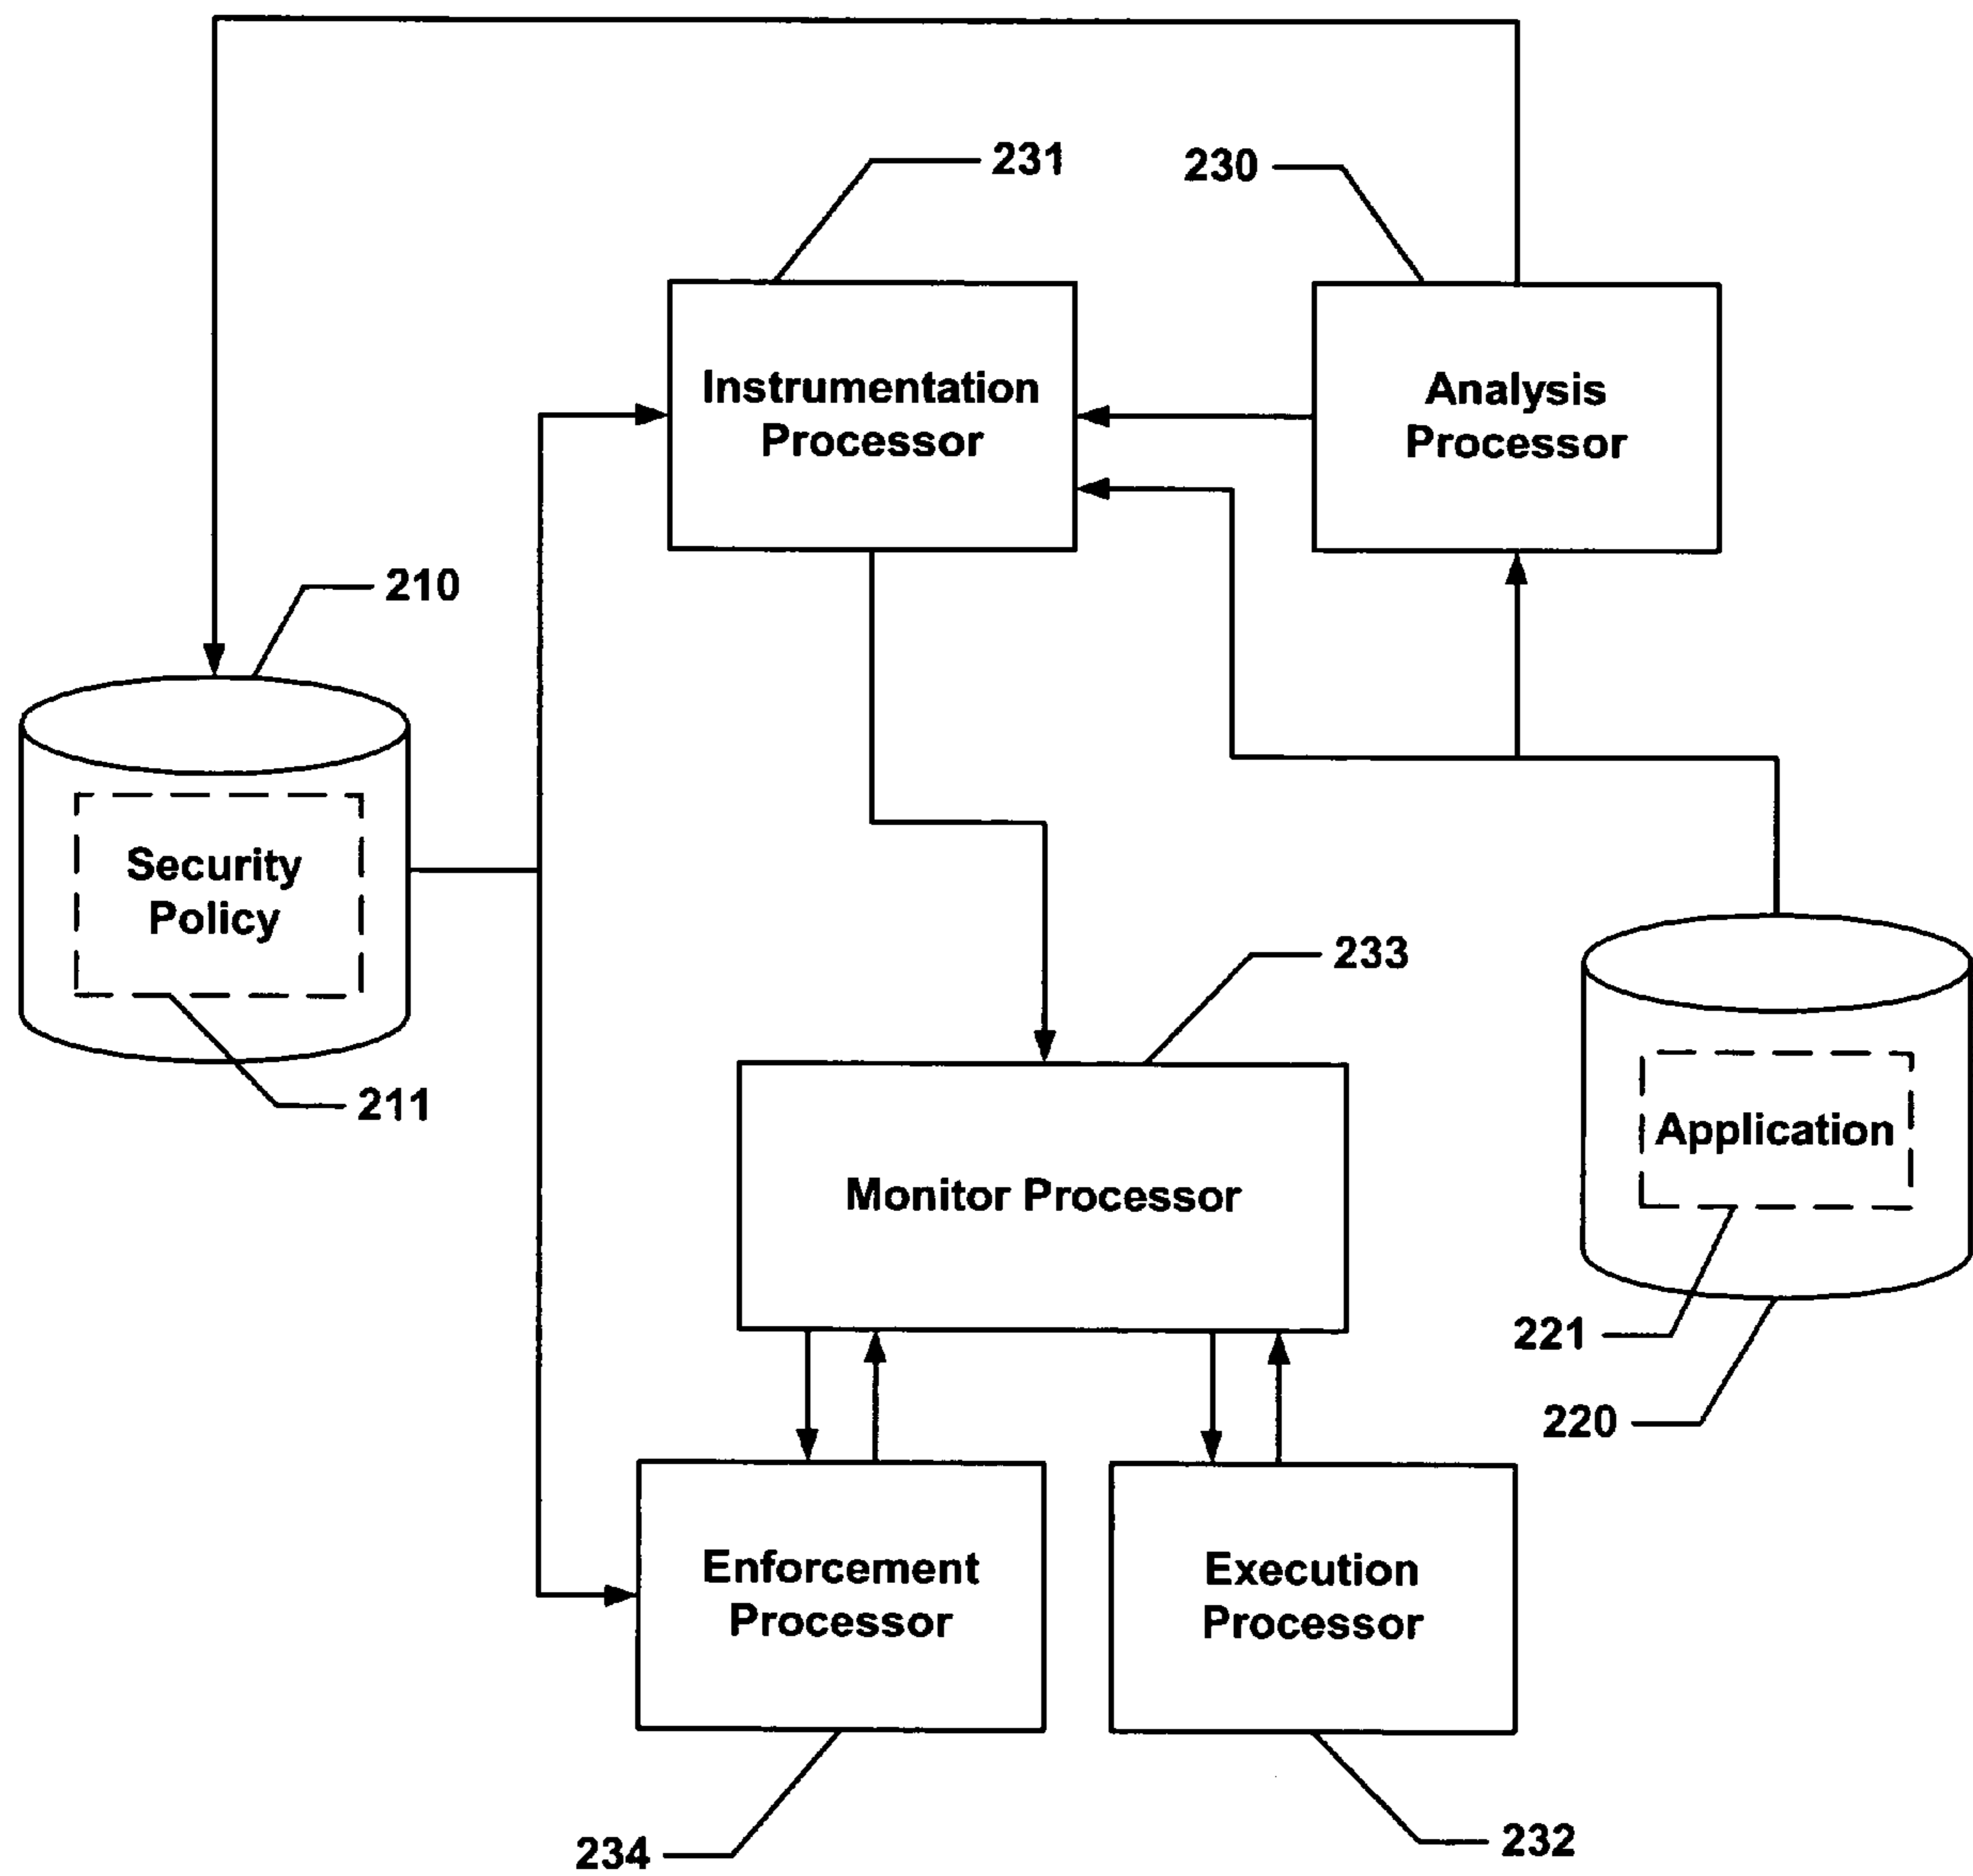 231
230
Instrumentation
Processor
Analysis
Processor
210
Security
Policy
211
233
Monitor Processor
Application
221
220
Enforcement
Processor
Execution
Processor
234
232